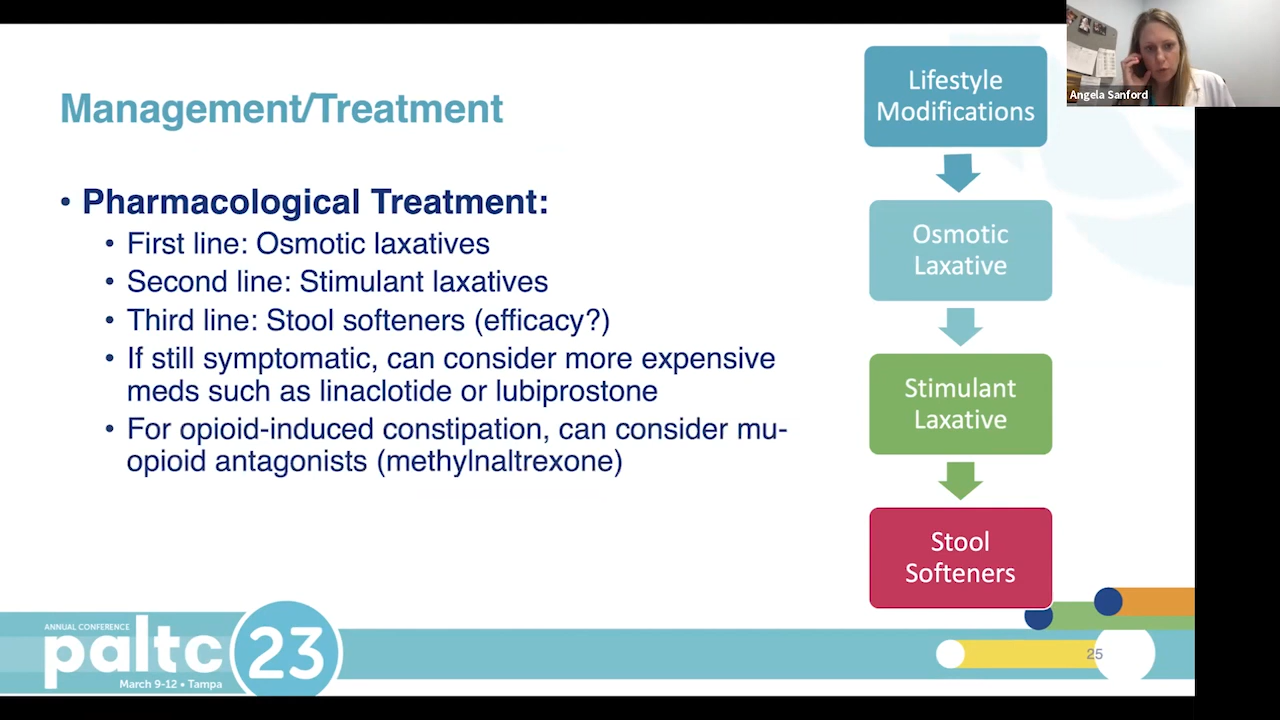 Management/Treatment
• Pharmacological Treatment:
• First line: Osmotic laxatives
• Second line: Stimulant laxatives
• Third line: Stool softeners (efficacy?)
• If still symptomatic, can consider more expensive
meds such as linaclotide or lubiprostone
• For opioid-induced constipation, can consider mu-
opioid antagonists (methylnaltrexone)
Lifestyle
Modifications
Osmotic
Laxative
Stimulant
Laxative
Stool
Softeners
Angela Sanford
ANNUAL CONFERENCE
paltc 23
March 9-12 • Tampa
25